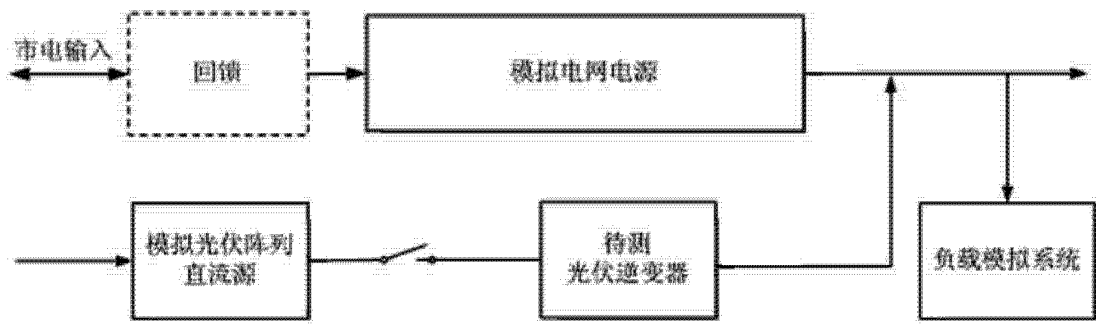 市电输入
回馈
模拟电网电源
模拟光伏阵列
直流源
待测
光伏逆变器
负载模拟系统